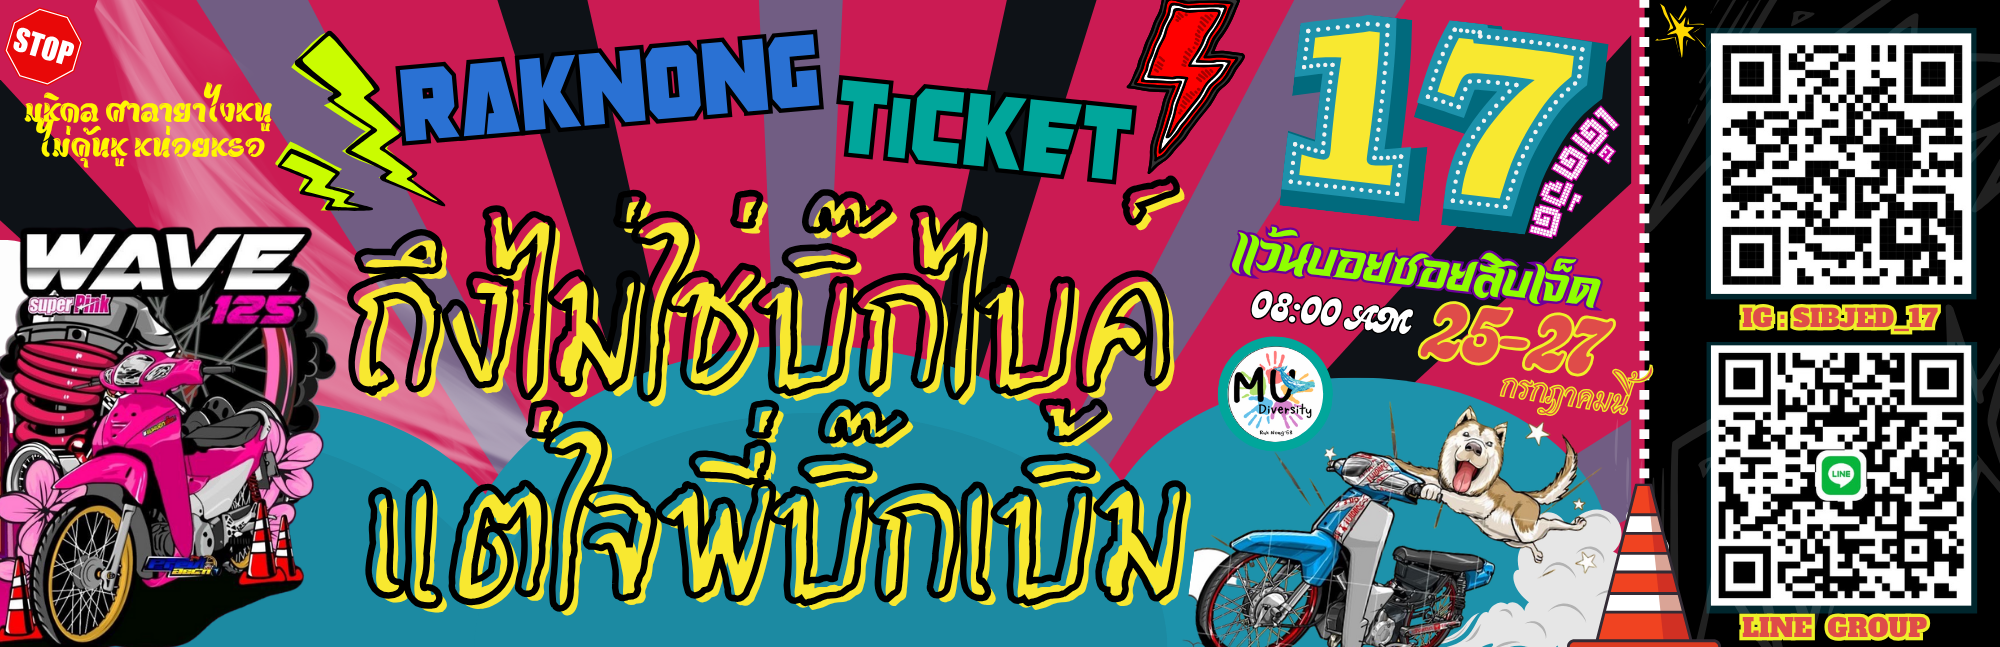 STOP
มหิดล ศาลายาไงหนู
ไม่คุ้นหู หน่อยหรอ
RAKNONG
TICKET
17
WAVE
super Pink
125
ถึงไม่ใช่บิ๊กไบค์
แต่ใจพี่บิ๊กเบิ้ม
แว้นบอยซอยสิบเจ็ด
08:00 AM
25-27
กรกฎาคมนี้
MU
Diversity
IG : SIBJED_17
LINE
LINE GROUP